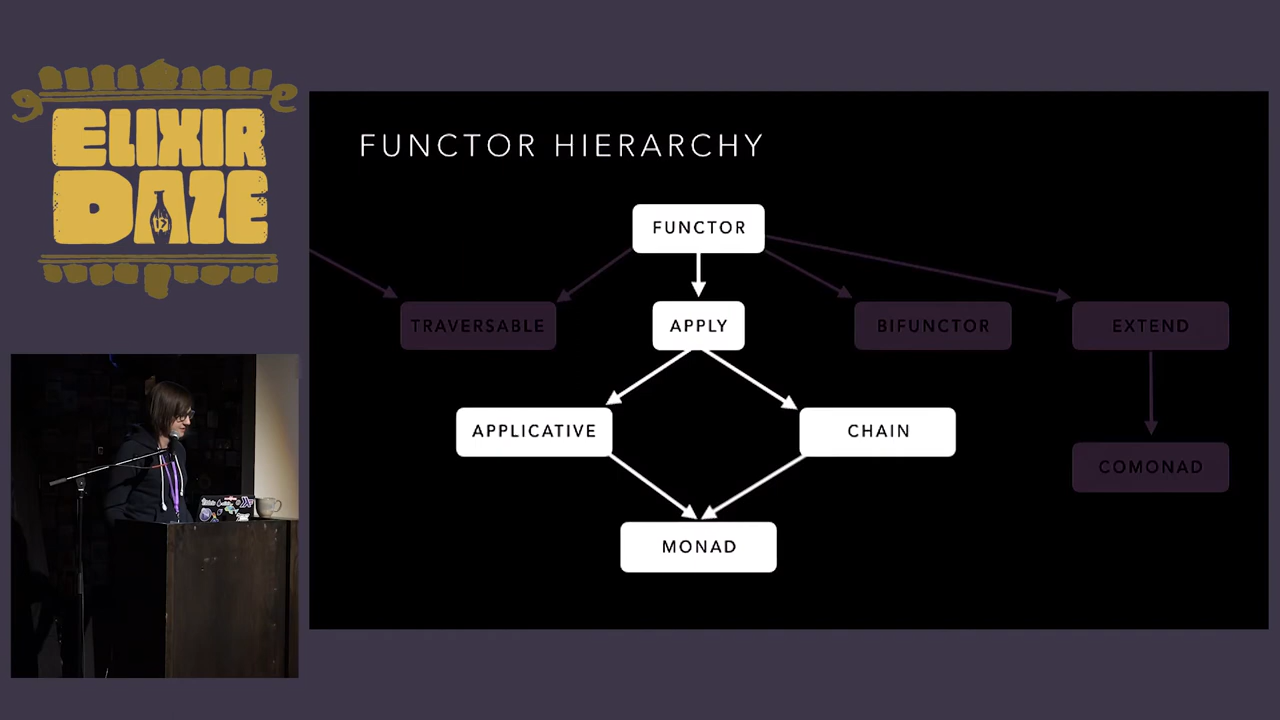 ELIXIR
DAZE
FUNCTOR HIERARCHY
FUNCTOR
TRAVERSABLE
APPLY
BIFUNCTOR
EXTEND
APPLICATIVE
CHAIN
COMONAD
MONAD